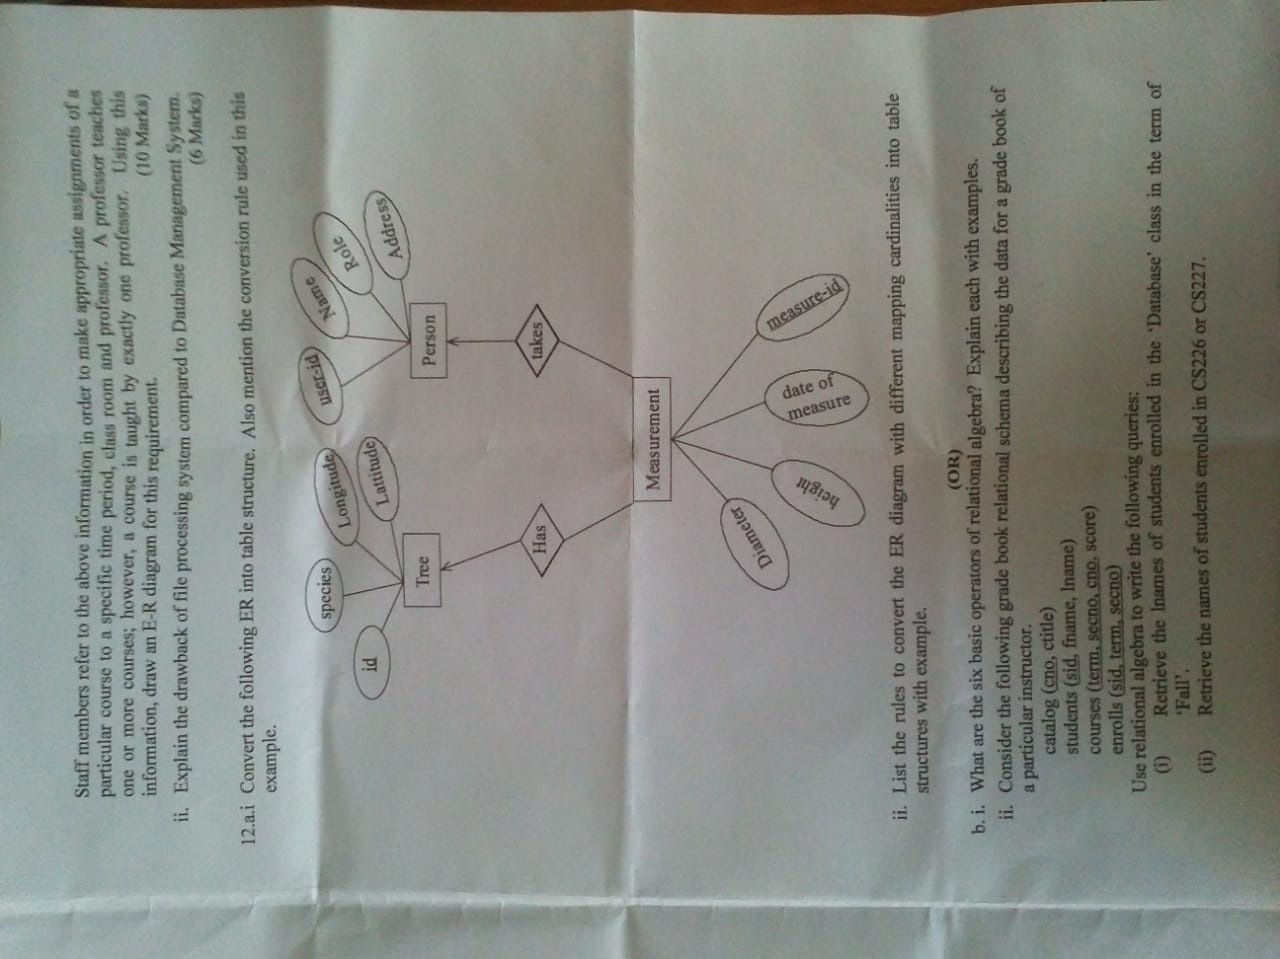 Staff members refer to the above information in order to make appropriate assignments of a
particular course to a specific time period, class room and professor. A professor teaches
one or more courses; however, a course is taught by exactly one professor. Using this
information, draw an E-R diagram for this requirement. (10 Marks)
ii. Explain the drawback of file processing system compared to Database Management System.
(6 Marks)
12.a.i Convert the following ER into table structure. Also mention the conversion rule used in this
example.
id
species
Longitude
Lattitude
user-id
Name
Role
Address
Tree
Person
Has
takes
Measurement
Diameter
height
date of
measure
measure-id
ii. List the rules to convert the ER diagram with different mapping cardinalities into table
structures with example.
(OR)
b. i. What are the six basic operators of relational algebra? Explain each with examples.
ii. Consider the following grade book relational schema describing the data for a grade book of
a particular instructor.
catalog (cno, ctitle)
students (sid, fname, lname)
courses (term, secno, cno, score)
enrolls (sid, term, secno)
Use relational algebra to write the following queries:
(i) Retrieve the lnames of students enrolled in the 'Database' class in the term of
'Fall'.
(ii) Retrieve the names of students enrolled in CS226 or CS227.